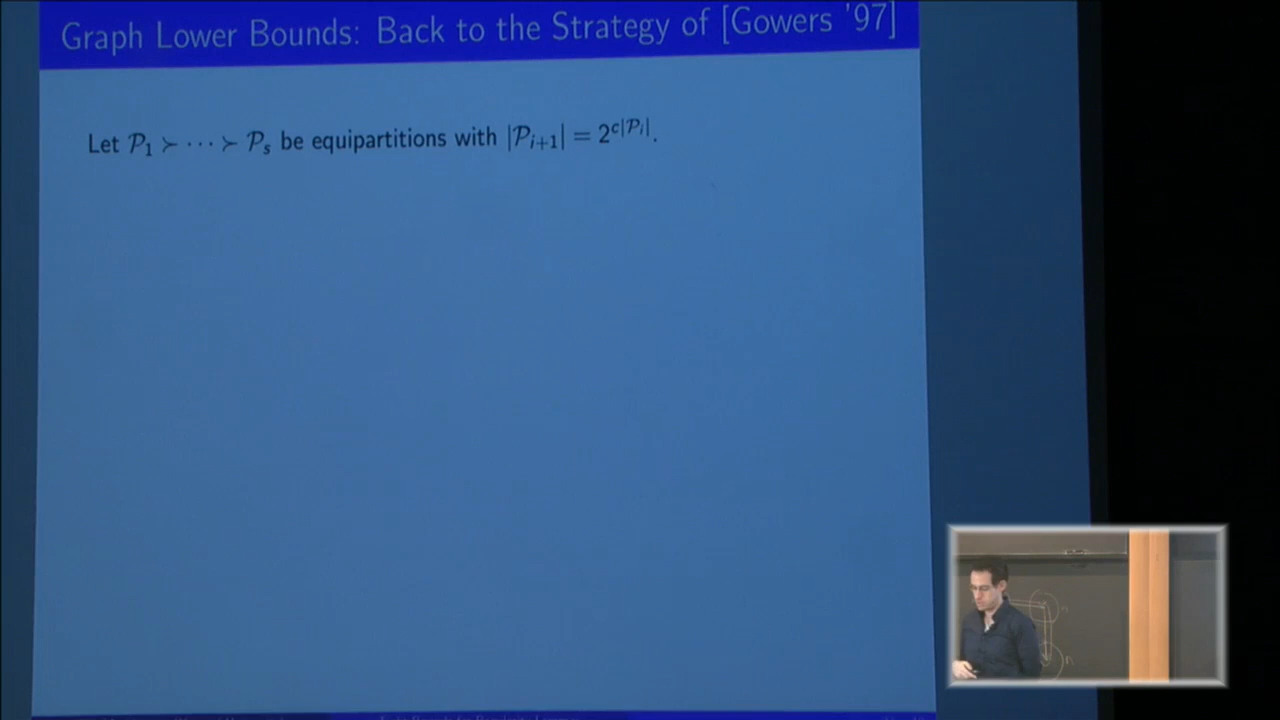 Graph Lower Bounds: Back to the Strategy of [Gowers '97]
Let 𝒫₁ ≻ ⋯ ≻ 𝒫ₛ be equipartitions with |𝒫ᵢ₊₁| = 2^{c|𝒫ᵢ|}.